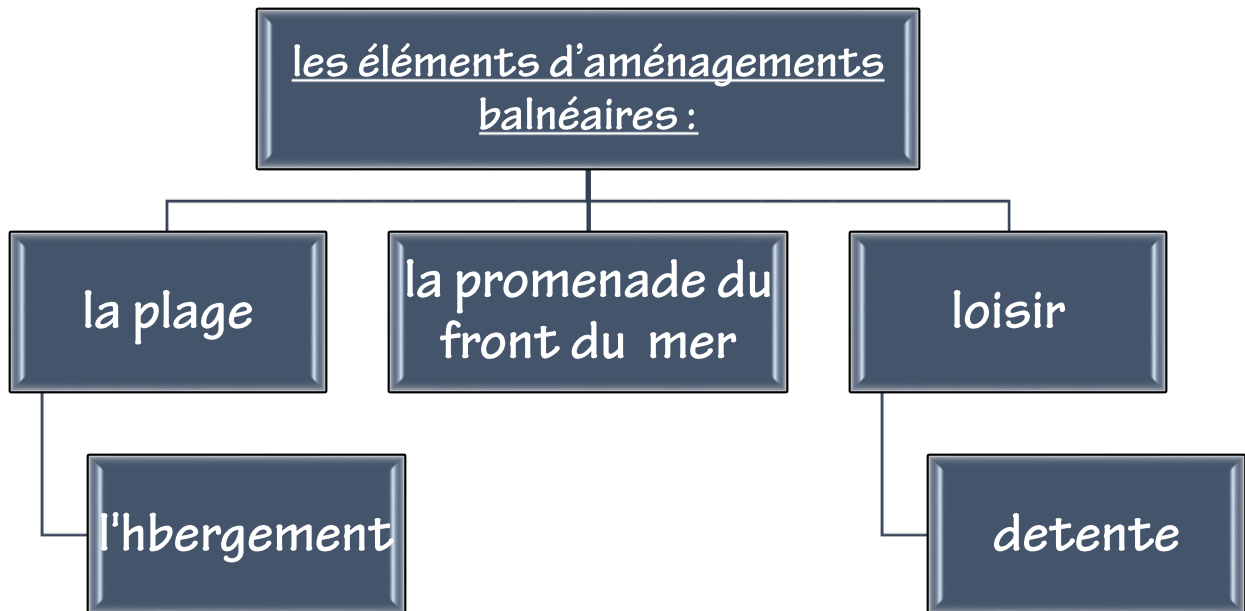 les éléments d'aménagements
balnéaires :
la plage
la promenade du
front du mer
loisir
l'hbergement
detente